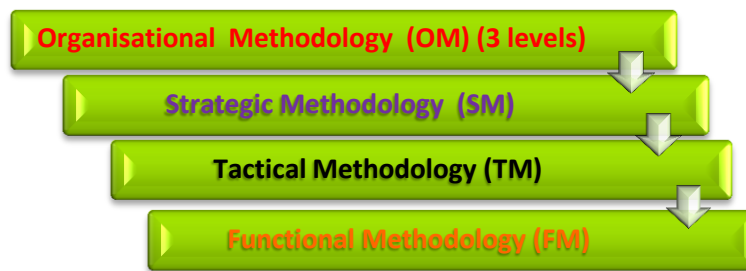 Organisational Methodology (OM) (3 levels)
Strategic Methodology (SM)
Tactical Methodology (TM)
Functional Methodology (FM)